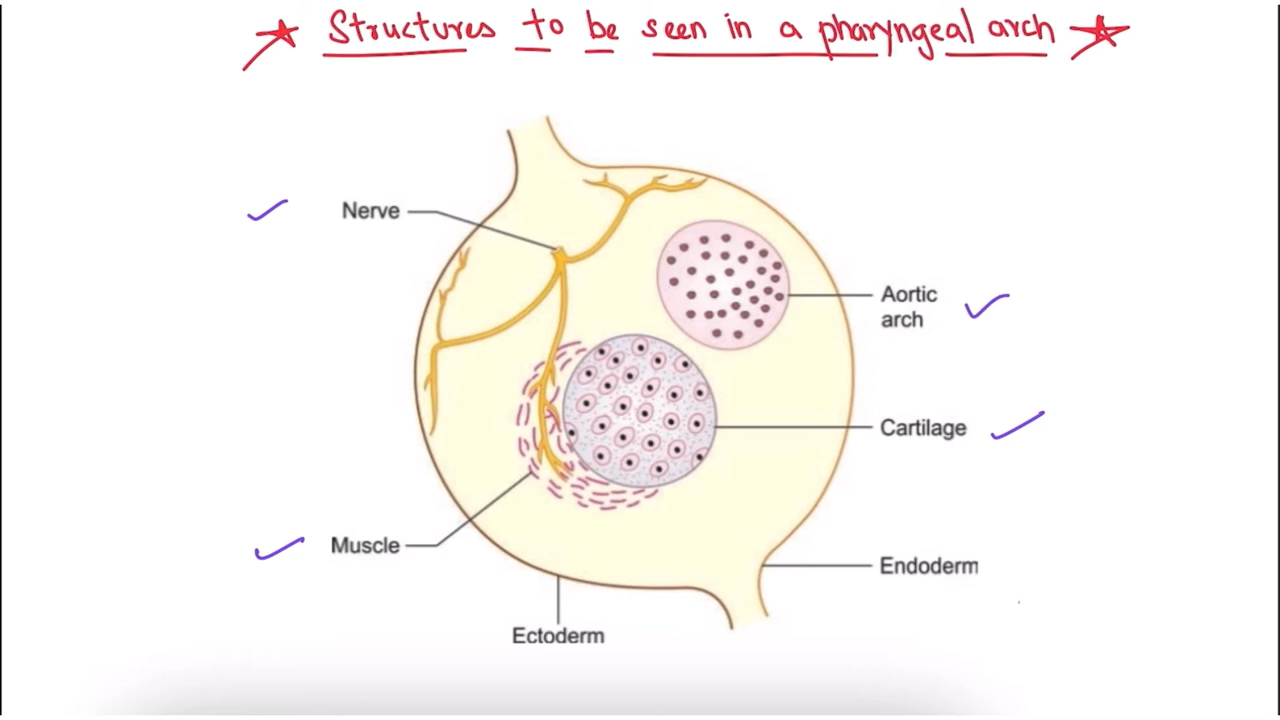 Structures to be seen in a pharyngeal arch
Nerve
Aortic
arch
Cartilage
Muscle
Endoderm
Ectoderm